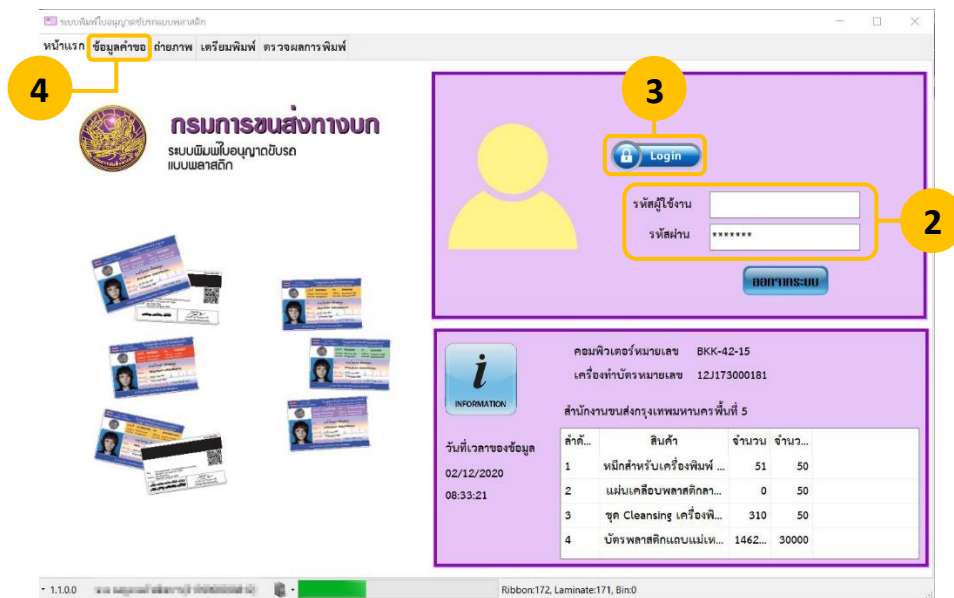 ระบบพิมพ์ใบอนุญาตขับรถแบบพลาสติก
หน้าแรก ข้อมูลคำขอ ถ่ายภาพ เตรียมพิมพ์ ตรวจผลการพิมพ์
4
3
กรมการขนส่งทางบก
ระบบพิมพ์ใบอนุญาตขับรถ
แบบพลาสติก
Login
รหัสผู้ใช้งาน
2
รหัสผ่าน *******
ออกจากระบบ
i
INFORMATION
คอมพิวเตอร์หมายเลข BKK-42-15
เครื่องทำบัตรหมายเลข 12J173000181
สำนักงานขนส่งกรุงเทพมหานครพื้นที่ 5
วันที่เวลาของข้อมูล
02/12/2020
08:33:21
ลำดั... สินค้า จำนวน จำนว...
1 หมึกสำหรับเครื่องพิมพ์ ... 51 50
2 แผ่นเคลือบพลาสติกลา... 0 50
3 ชุด Cleansing เครื่องพิ... 310 50
4 บัตรพลาสติกแถบแม่เห... 1462... 30000
1.1.0.0
Ribbon:172, Laminate:171, Bin:0